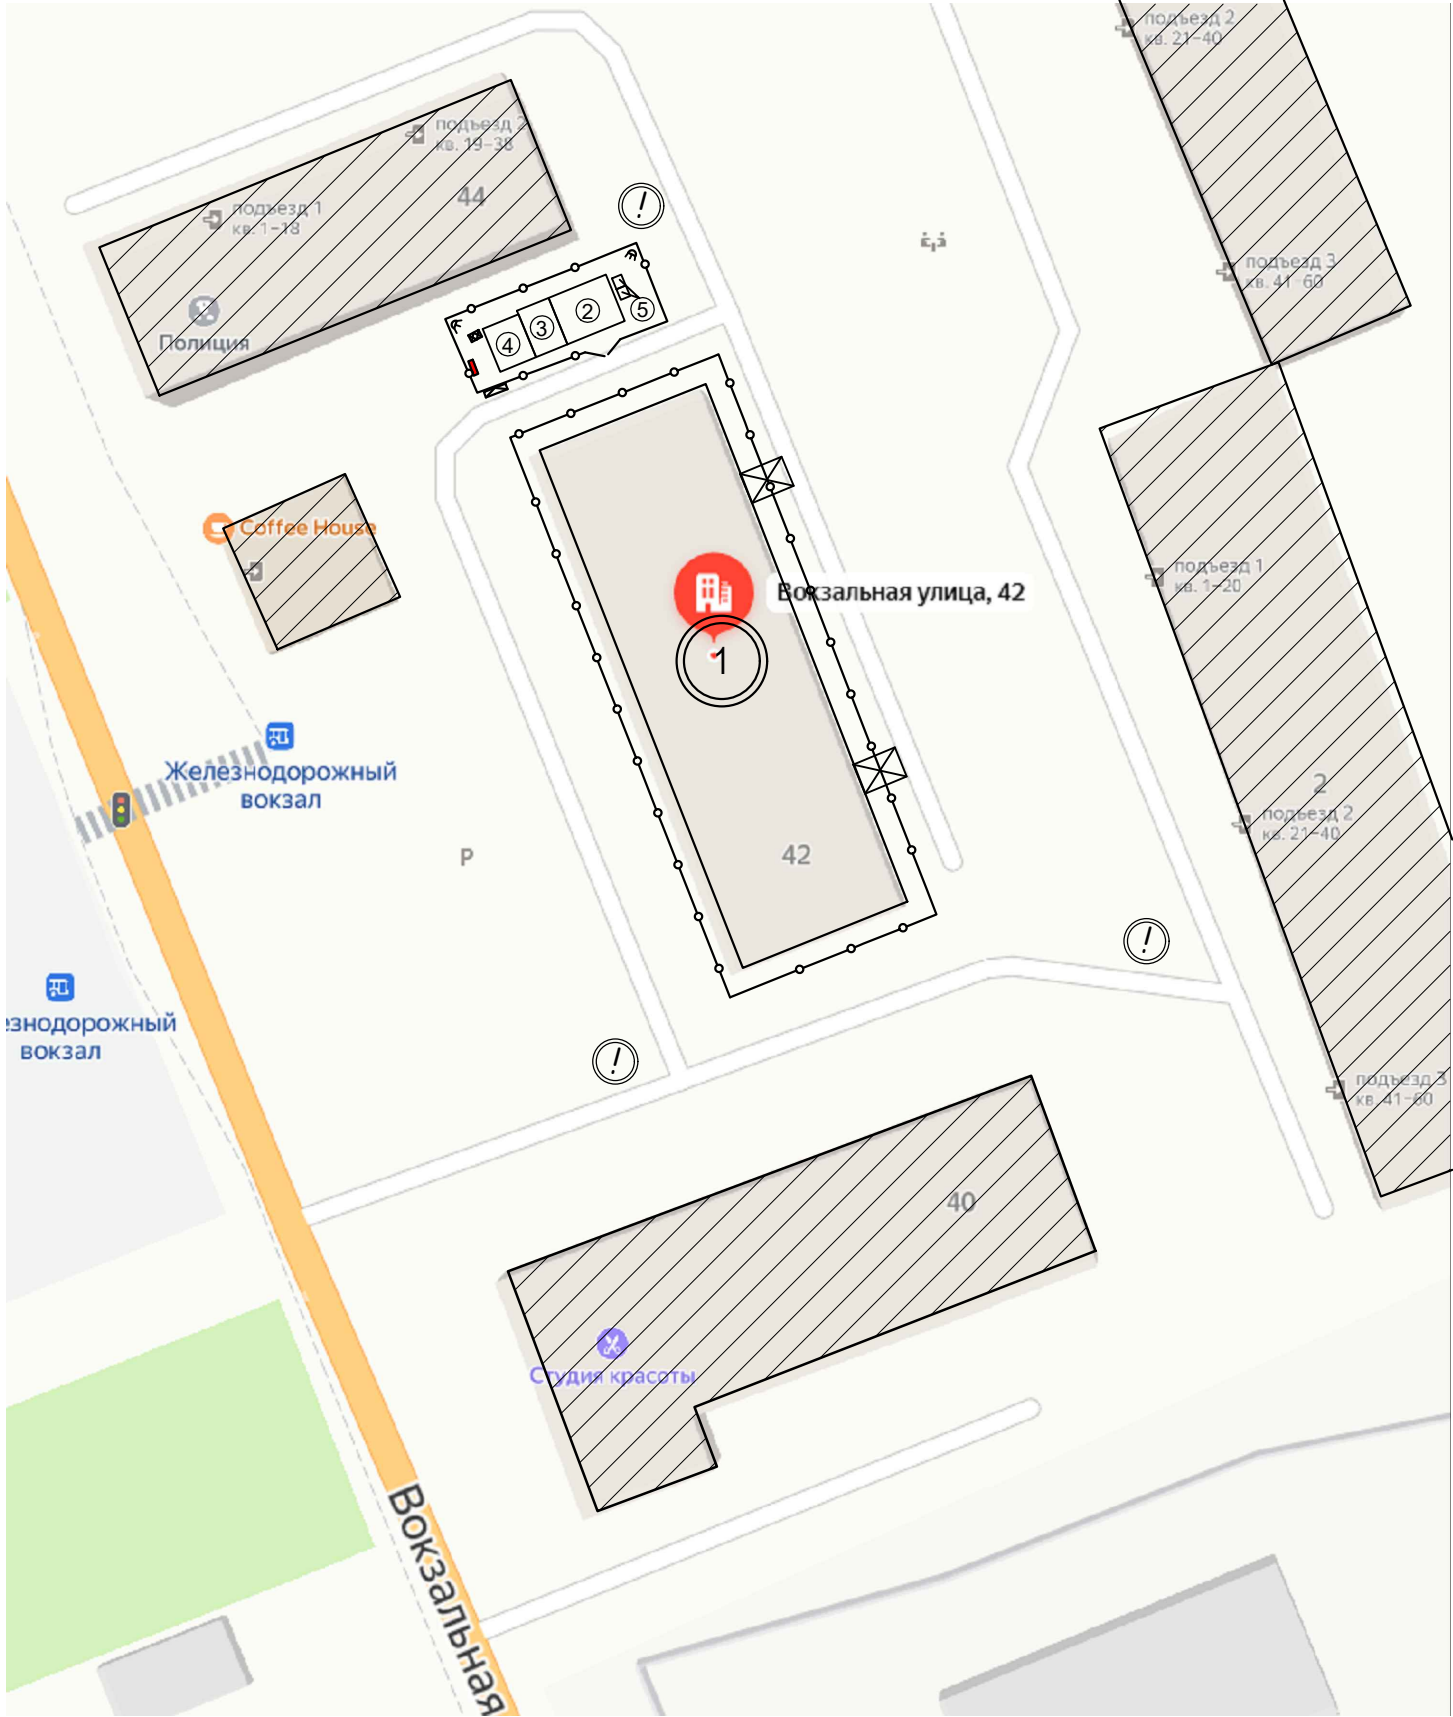 подъезд 2
кв. 21-40
подъезд 2
кв. 19-38
44
подъезд 1
кв. 1-18
!
подъезд 3
кв. 41-60
Полиция
4
3
2
5
Coffee House
подъезд 1
кв. 1-20
Вокзальная улица, 42
1
Железнодорожный
вокзал
2
подъезд 2
кв. 21-40
P
42
!
езнодорожный
вокзал
!
подъезд 3
кв. 41-60
40
Студия красоты
Вокзальная